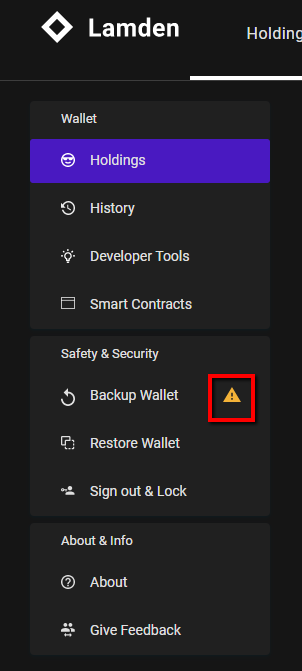 Lamden
Holding
Wallet
Holdings
History
Developer Tools
Smart Contracts
Safety & Security
Backup Wallet
Restore Wallet
Sign out & Lock
About & Info
About
Give Feedback